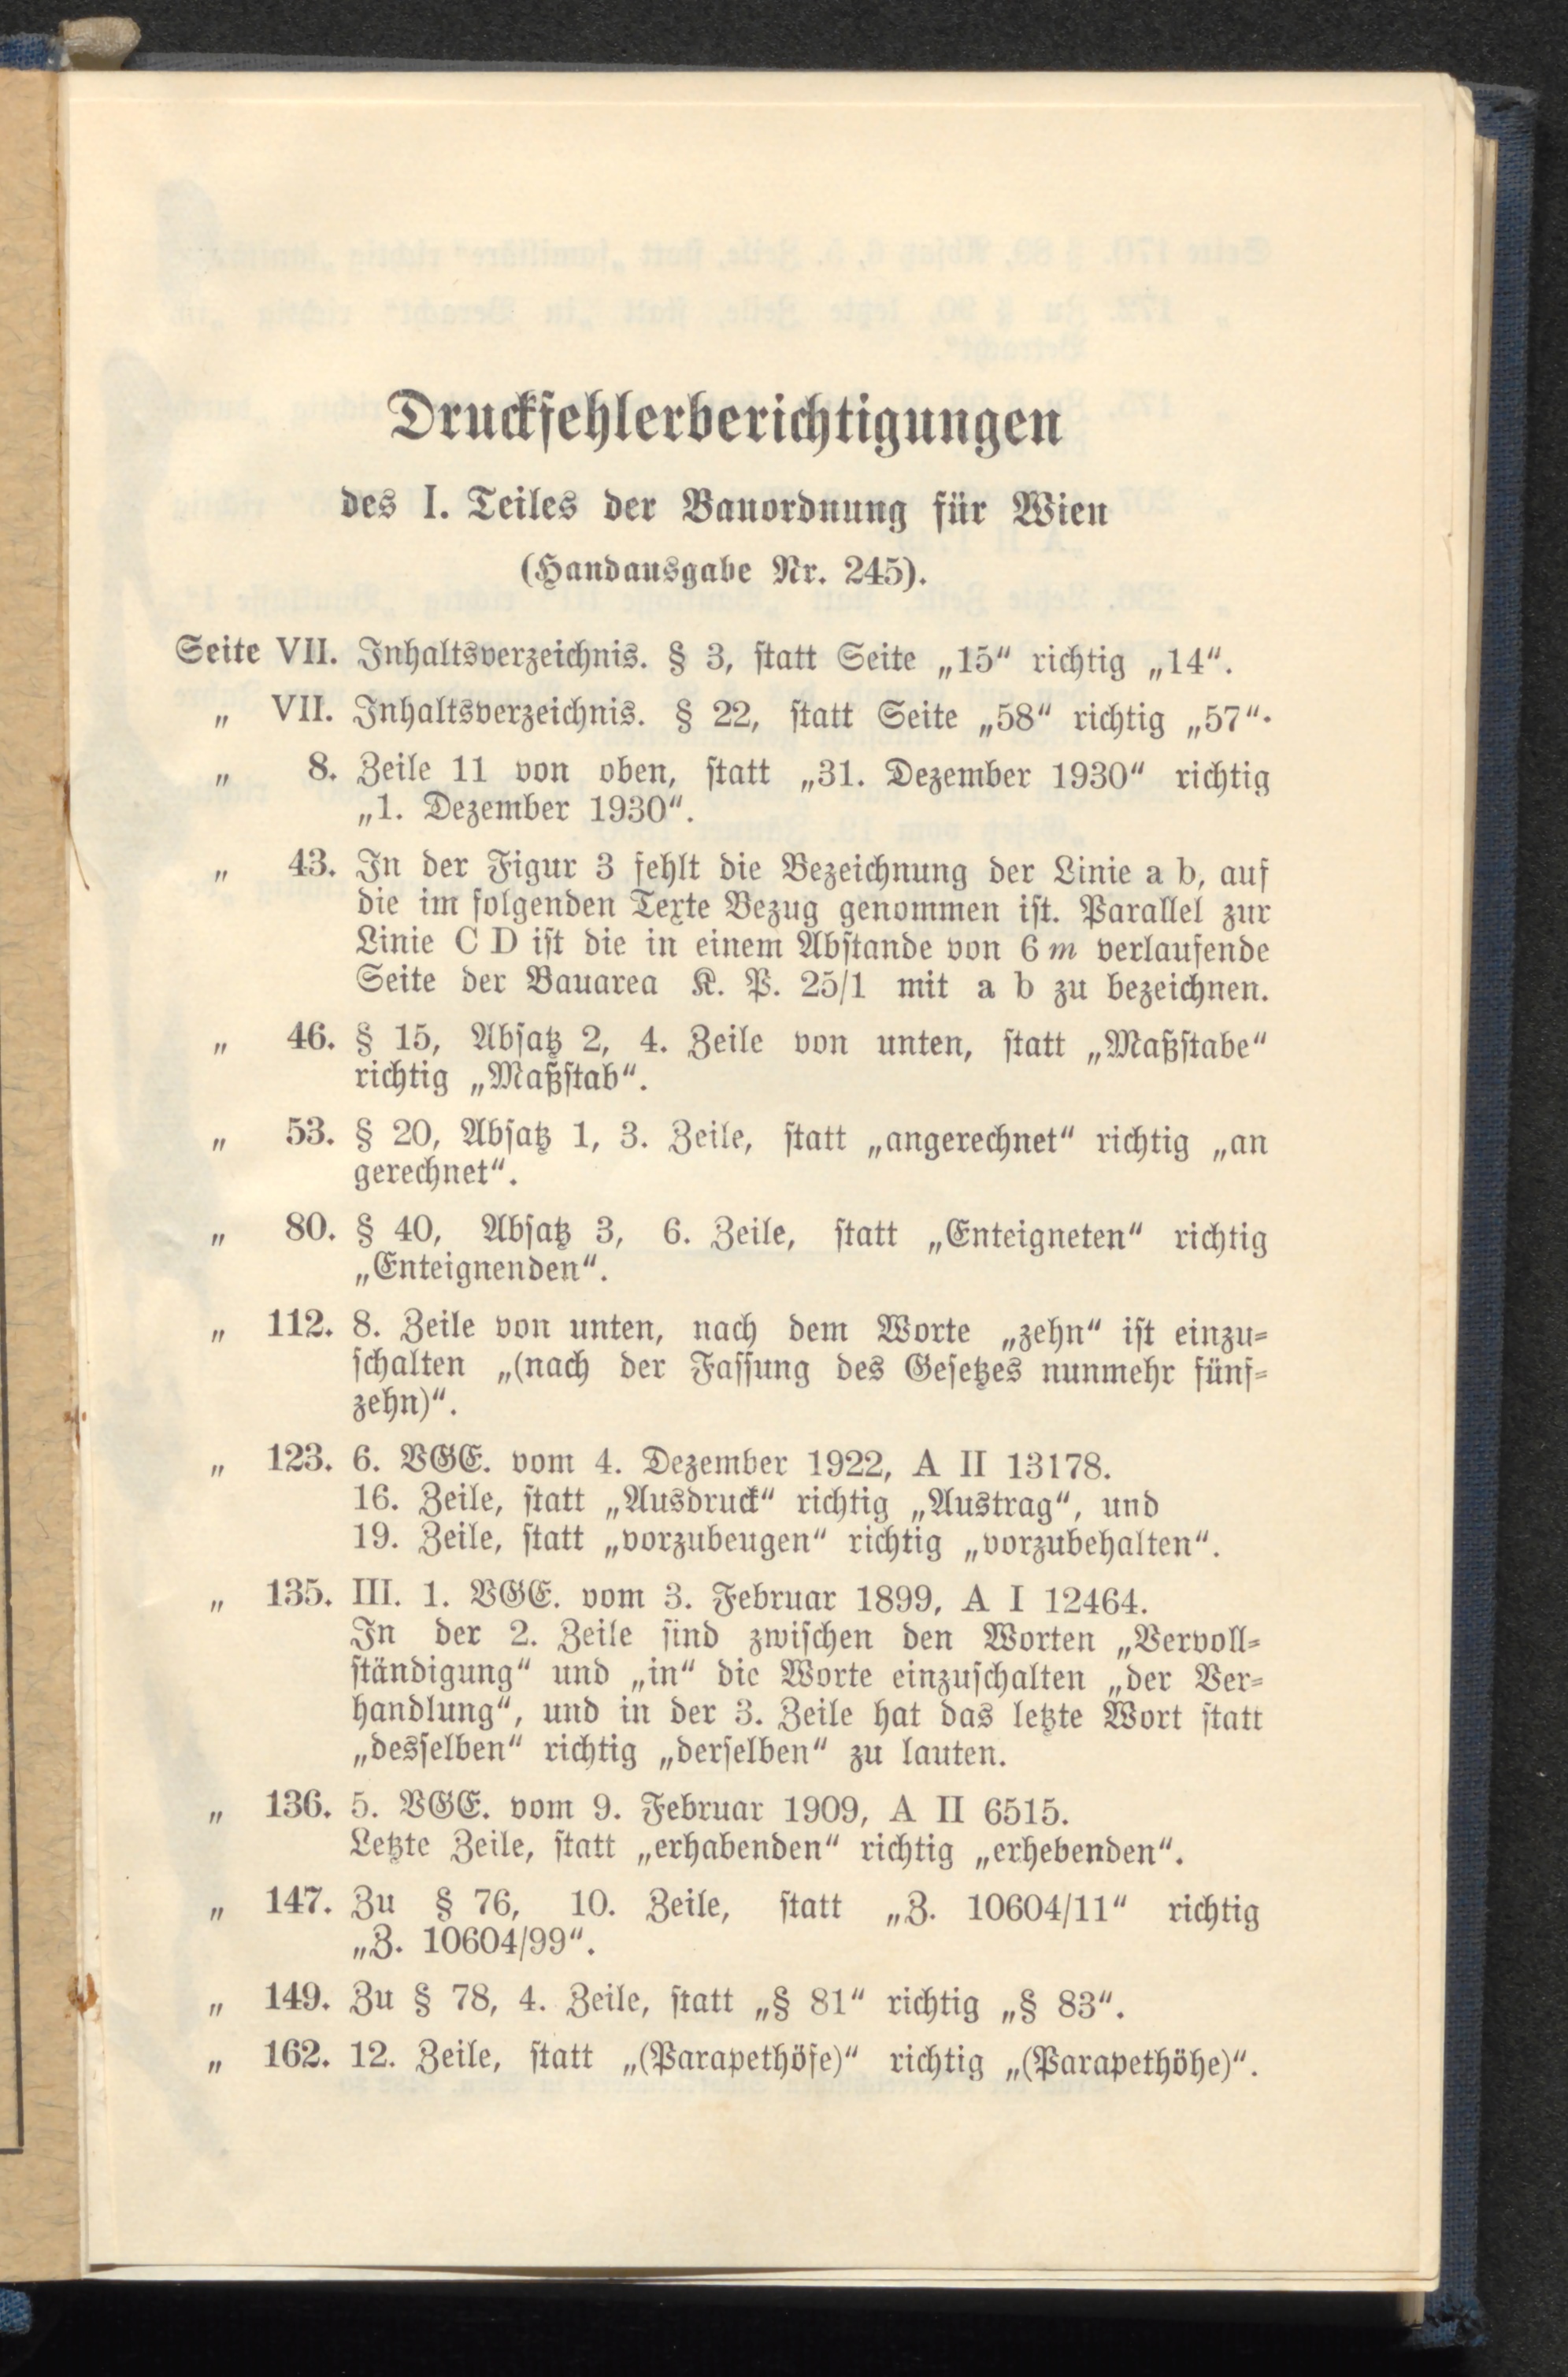 Druckfehlerberichtigungen
des I. Teiles der Bauordnung für Wien
(Handausgabe Nr. 245).
Seite VII. Inhaltsverzeichnis. § 3, statt Seite „15“ richtig „14“.
„ VII. Inhaltsverzeichnis. § 22, statt Seite „58“ richtig „57“.
„ 8. Zeile 11 von oben, statt „31. Dezember 1930“ richtig
„1. Dezember 1930“.
„ 43. In der Figur 3 fehlt die Bezeichnung der Linie a b, auf
die im folgenden Texte Bezug genommen ist. Parallel zur
Linie C D ist die in einem Abstande von 6 m verlaufende
Seite der Bauarea K. P. 25/1 mit a b zu bezeichnen.
„ 46. § 15, Absatz 2, 4. Zeile von unten, statt „Maßstabe“
richtig „Maßstab“.
„ 53. § 20, Absatz 1, 3. Zeile, statt „angerechnet“ richtig „an
gerechnet“.
„ 80. § 40, Absatz 3, 6. Zeile, statt „Enteigneten“ richtig
„Enteignenden“.
„ 112. 8. Zeile von unten, nach dem Worte „zehn“ ist einzu-
schalten „(nach der Fassung des Gesetzes nunmehr fünf-
zehn)“.
„ 123. 6. VGE. vom 4. Dezember 1922, A II 13178.
16. Zeile, statt „Ausdruck“ richtig „Austrag“, und
19. Zeile, statt „vorzubeugen“ richtig „vorzubehalten“.
„ 135. III. 1. VGE. vom 3. Februar 1899, A I 12464.
In der 2. Zeile sind zwischen den Worten „Vervoll-
ständigung“ und „in“ die Worte einzuschalten „der Ver-
handlung“, und in der 3. Zeile hat das letzte Wort statt
„desselben“ richtig „derselben“ zu lauten.
„ 136. 5. VGE. vom 9. Februar 1909, A II 6515.
Letzte Zeile, statt „erhabenden“ richtig „erhebenden“.
„ 147. Zu § 76, 10. Zeile, statt „Z. 10604/11“ richtig
„Z. 10604/99“.
„ 149. Zu § 78, 4. Zeile, statt „§ 81“ richtig „§ 83“.
„ 162. 12. Zeile, statt „(Parapethöfe)“ richtig „(Parapethöhe)“.